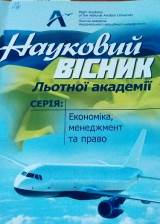 Науковий
ВІСНИК
Льотної академії
СЕРІЯ:
Економіка,
менеджмент
та право